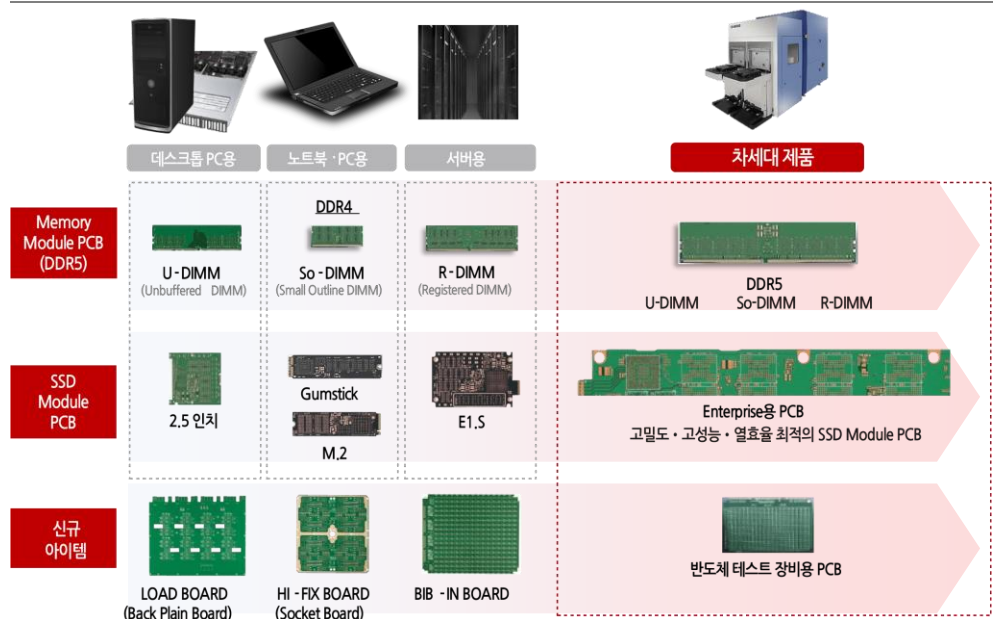 데스크톱 PC용
노트북 · PC용
서버용
차세대 제품
Memory
Module PCB
(DDR5)
DDR4
U-DIMM
(Unbuffered DIMM)
So-DIMM
(Small Outline DIMM)
R-DIMM
(Registered DIMM)
DDR5
U-DIMM So-DIMM R-DIMM
SSD
Module
PCB
2.5 인치
Gumstick
M.2
E1.S
Enterprise용 PCB
고밀도 · 고성능 · 열효율 최적의 SSD Module PCB
신규
아이템
LOAD BOARD
(Back Plain Board)
HI-FIX BOARD
(Socket Board)
BIB-IN BOARD
반도체 테스트 장비용 PCB